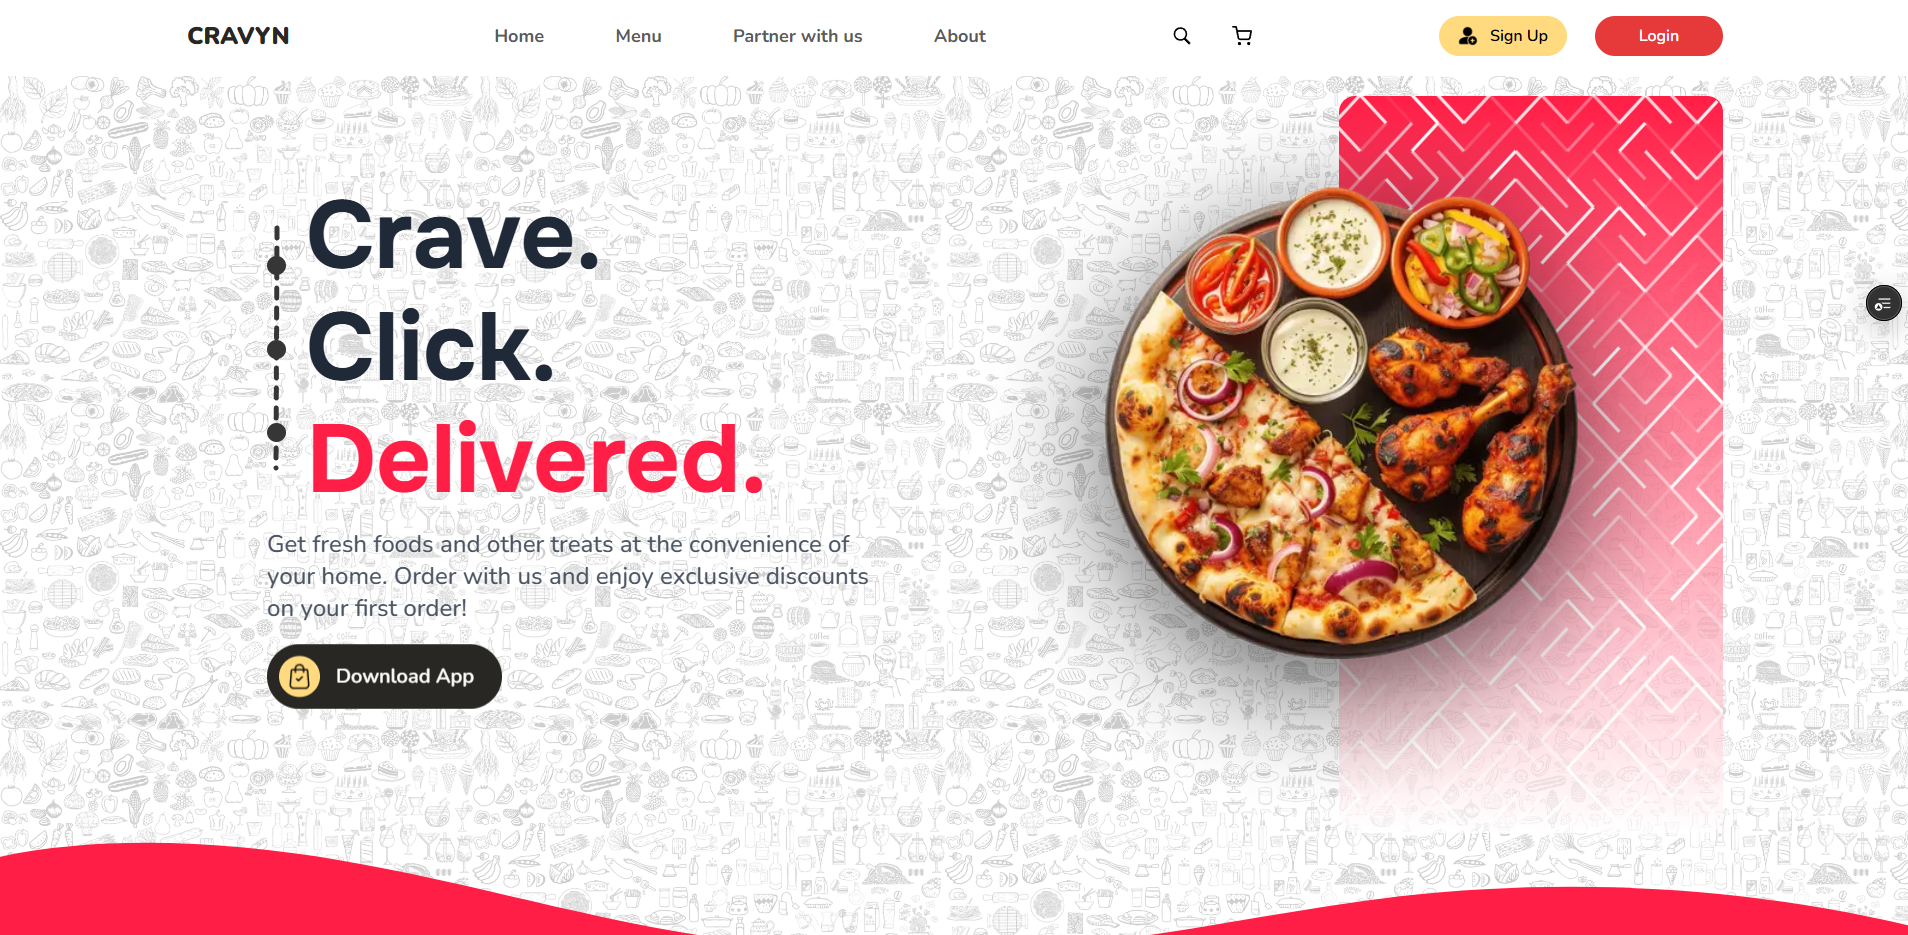 CRAVYN
Home
Menu
Partner with us
About
Sign Up
Login
Crave.
Click.
Delivered.
Get fresh foods and other treats at the convenience of
your home. Order with us and enjoy exclusive discounts
on your first order!
Download App